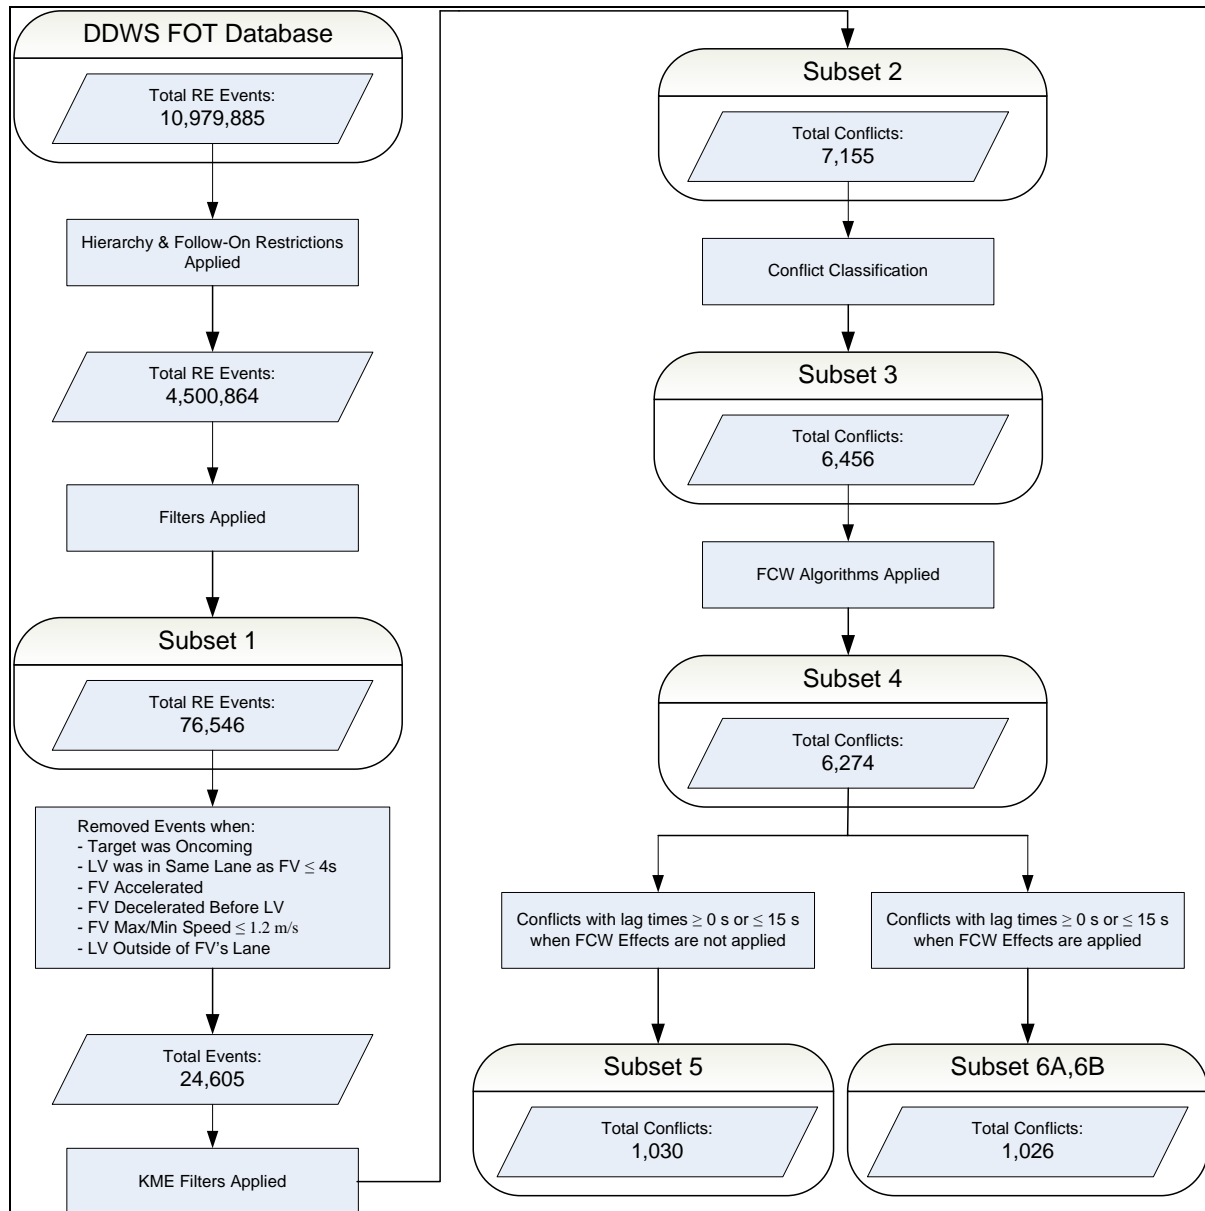 DDWS FOT Database
Total RE Events:
10,979,885
Hierarchy & Follow-On Restrictions
Applied
Total RE Events:
4,500,864
Filters Applied
Subset 1
Total RE Events:
76,546
Removed Events when:
- Target was Oncoming
- LV was in Same Lane as FV ≤ 4s
- FV Accelerated
- FV Decelerated Before LV
- FV Max/Min Speed ≤ 1.2 m/s
- LV Outside of FV's Lane
Total Events:
24,605
KME Filters Applied
Subset 2
Total Conflicts:
7,155
Conflict Classification
Subset 3
Total Conflicts:
6,456
FCW Algorithms Applied
Subset 4
Total Conflicts:
6,274
Conflicts with lag times ≥ 0 s or ≤ 15 s
when FCW Effects are not applied
Subset 5
Total Conflicts:
1,030
Conflicts with lag times ≥ 0 s or ≤ 15 s
when FCW Effects are applied
Subset 6A,6B
Total Conflicts:
1,026